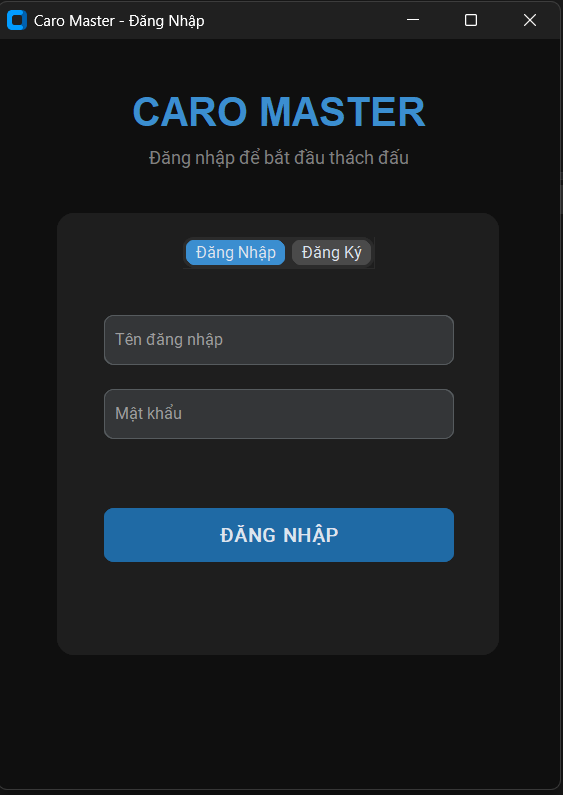 Caro Master - Đăng Nhập
CARO MASTER
Đăng nhập để bắt đầu thách đấu
Đăng Nhập Đăng Ký
Tên đăng nhập
Mật khẩu
ĐĂNG NHẬP